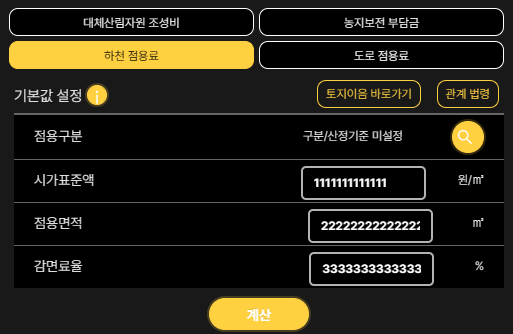 대체산림자원 조성비
농지보전 부담금
하천 점용료
도로 점용료
기본값 설정 i
토지이음 바로가기
관계 법령
점용구분
구분/산정기준 미설정
시가표준액
1111111111111
원/㎡
점용면적
22222222222222
㎡
감면료율
3333333333333
%
계산